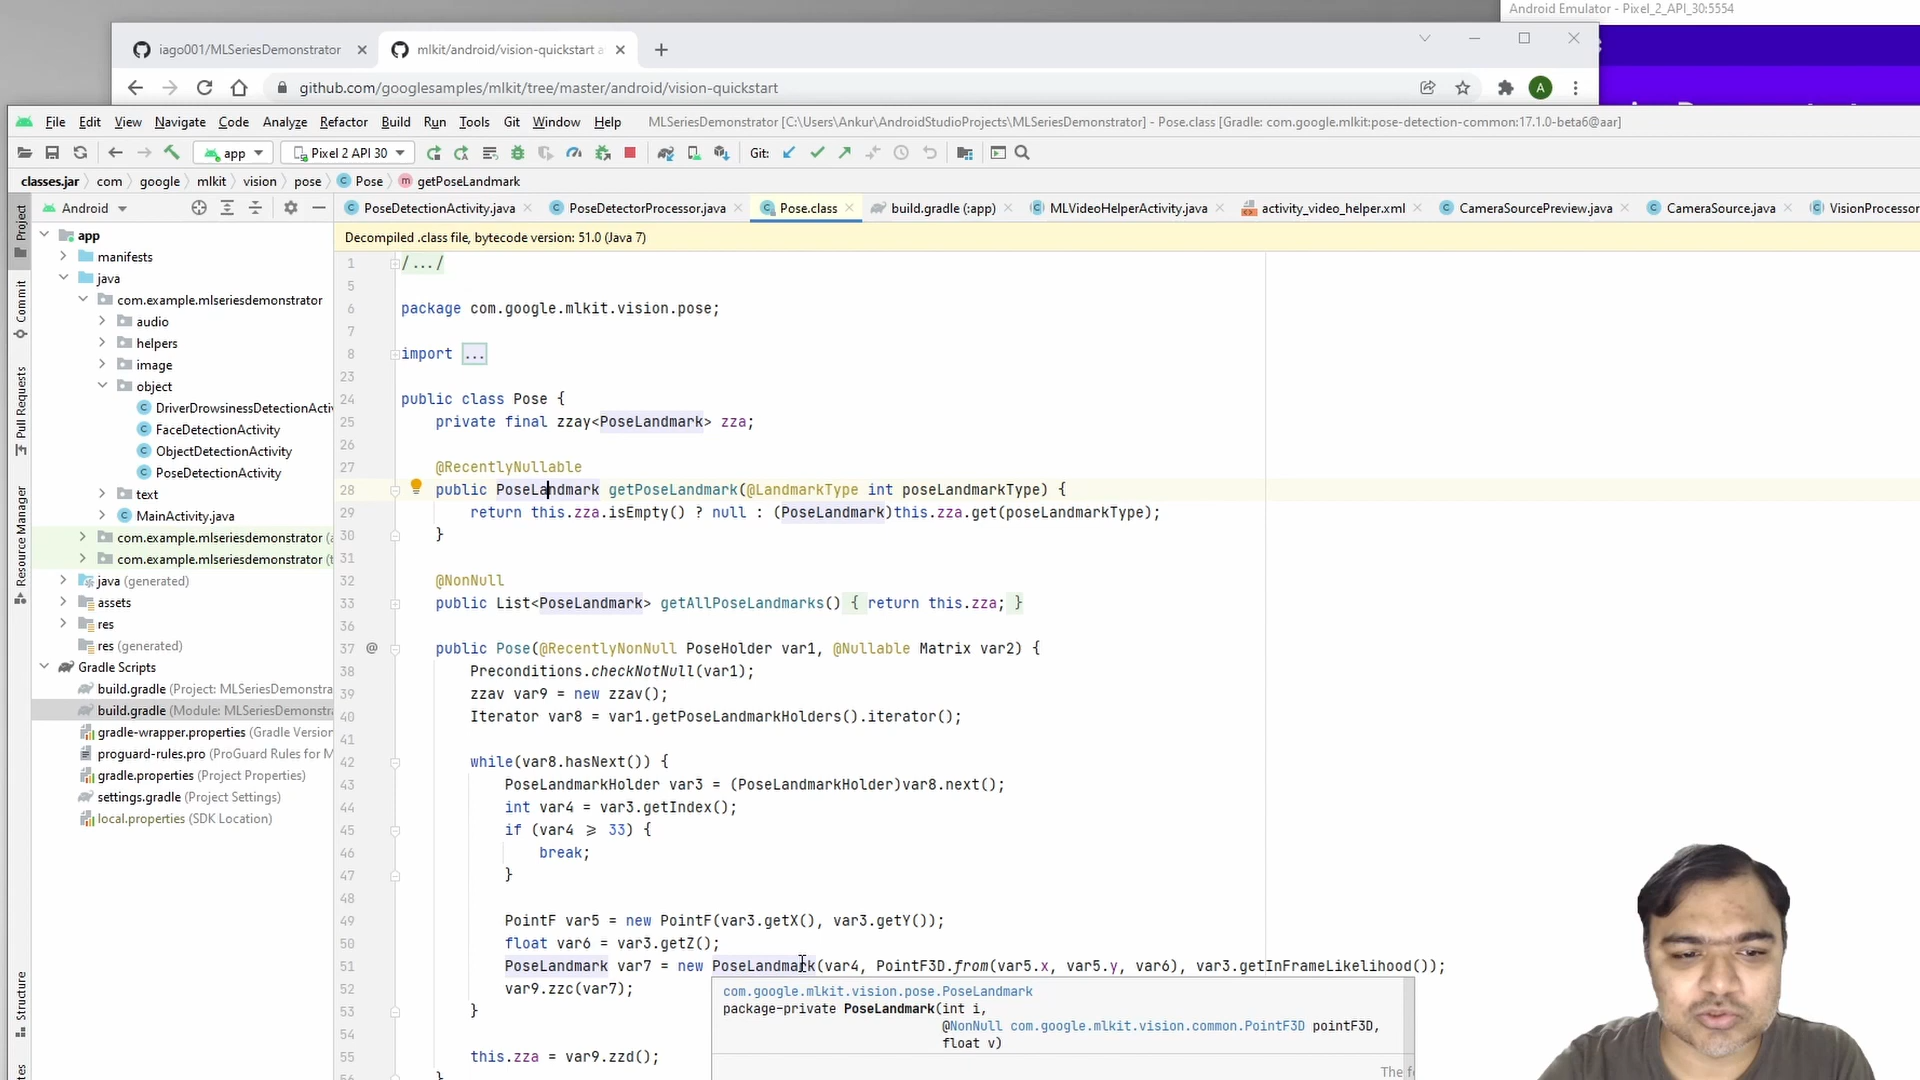 Android Emulator - Pixel_2_API_30:5554
iago001/MLSeriesDemonstrator
mlkit/android/vision-quickstart a
github.com/googlesamples/mlkit/tree/master/android/vision-quickstart
A
File Edit View Navigate Code Analyze Refactor Build Run Tools Git Window Help
MLSeriesDemonstrator [C:\Users\Ankur\AndroidStudioProjects\MLSeriesDemonstrator] - Pose.class [Gradle: com.google.mlkit:pose-detection-common:17.1.0-beta6@aar]
app
Pixel 2 API 30
Git:
classes.jar com google mlkit vision pose Pose getPoseLandmark
Android
PoseDetectionActivity.java PoseDetectorProcessor.java Pose.class build.gradle (:app) MLVideoHelperActivity.java activity_video_helper.xml CameraSourcePreview.java CameraSource.java VisionProcessor
Project
Commit
Pull Requests
Resource Manager
Structure
app
manifests
java
com.example.mlseriesdemonstrator
audio
helpers
image
object
DriverDrowsinessDetectionActiv
FaceDetectionActivity
ObjectDetectionActivity
PoseDetectionActivity
text
MainActivity.java
com.example.mlseriesdemonstrator (a
com.example.mlseriesdemonstrator (t
java (generated)
assets
res
res (generated)
Gradle Scripts
build.gradle (Project: MLSeriesDemonstra
build.gradle (Module: MLSeriesDemonstr
gradle-wrapper.properties (Gradle Version
proguard-rules.pro (ProGuard Rules for M
gradle.properties (Project Properties)
settings.gradle (Project Settings)
local.properties (SDK Location)
Decompiled .class file, bytecode version: 51.0 (Java 7)
1 /.../
5
6 package com.google.mlkit.vision.pose;
7
8 import ...
23
24 public class Pose {
25 private final zzay<PoseLandmark> zza;
26
27 @RecentlyNullable
28 public PoseLandmark getPoseLandmark(@LandmarkType int poseLandmarkType) {
29 return this.zza.isEmpty() ? null : (PoseLandmark)this.zza.get(poseLandmarkType);
30 }
31
32 @NonNull
33 public List<PoseLandmark> getAllPoseLandmarks() { return this.zza; }
36
37 @ public Pose(@RecentlyNonNull PoseHolder var1, @Nullable Matrix var2) {
38 Preconditions.checkNotNull(var1);
39 zzav var9 = new zzav();
40 Iterator var8 = var1.getPoseLandmarkHolders().iterator();
41
42 while(var8.hasNext()) {
43 PoseLandmarkHolder var3 = (PoseLandmarkHolder)var8.next();
44 int var4 = var3.getIndex();
45 if (var4 ⩾ 33) {
46 break;
47 }
48
49 PointF var5 = new PointF(var3.getX(), var3.getY());
50 float var6 = var3.getZ();
51 PoseLandmark var7 = new PoseLandmark(var4, PointF3D.from(var5.x, var5.y, var6), var3.getInFrameLikelihood());
52 var9.zzc(var7);
53 }
54
55 this.zza = var9.zzd();
56 }
com.google.mlkit.vision.pose.PoseLandmark
package-private PoseLandmark(int i,
@NonNull com.google.mlkit.vision.common.PointF3D pointF3D,
float v)